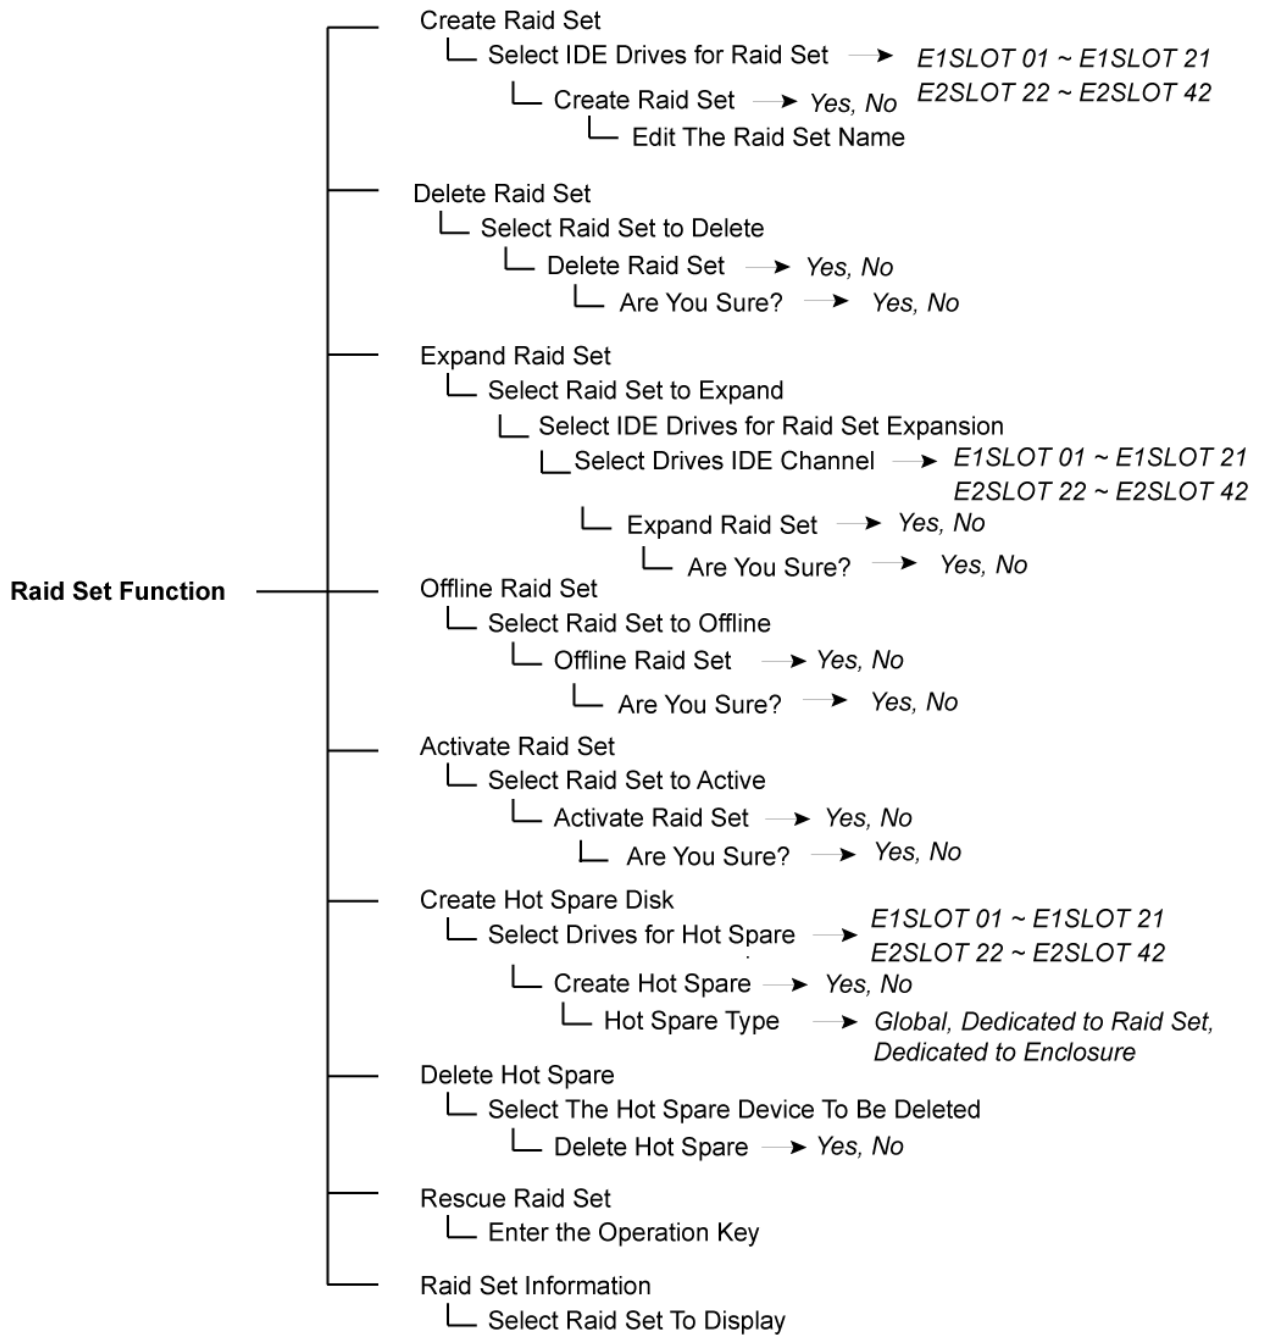 Create Raid Set
Select IDE Drives for Raid Set E1SLOT 01 ~ E1SLOT 21
E2SLOT 22 ~ E2SLOT 42
Create Raid Set Yes, No
Edit The Raid Set Name
Delete Raid Set
Select Raid Set to Delete
Delete Raid Set Yes, No
Are You Sure? Yes, No
Expand Raid Set
Select Raid Set to Expand
Select IDE Drives for Raid Set Expansion
Select Drives IDE Channel E1SLOT 01 ~ E1SLOT 21
E2SLOT 22 ~ E2SLOT 42
Expand Raid Set Yes, No
Are You Sure? Yes, No
Raid Set Function
Offline Raid Set
Select Raid Set to Offline
Offline Raid Set Yes, No
Are You Sure? Yes, No
Activate Raid Set
Select Raid Set to Active
Activate Raid Set Yes, No
Are You Sure? Yes, No
Create Hot Spare Disk
Select Drives for Hot Spare E1SLOT 01 ~ E1SLOT 21
E2SLOT 22 ~ E2SLOT 42
Create Hot Spare Yes, No
Hot Spare Type Global, Dedicated to Raid Set,
Dedicated to Enclosure
Delete Hot Spare
Select The Hot Spare Device To Be Deleted
Delete Hot Spare Yes, No
Rescue Raid Set
Enter the Operation Key
Raid Set Information
Select Raid Set To Display